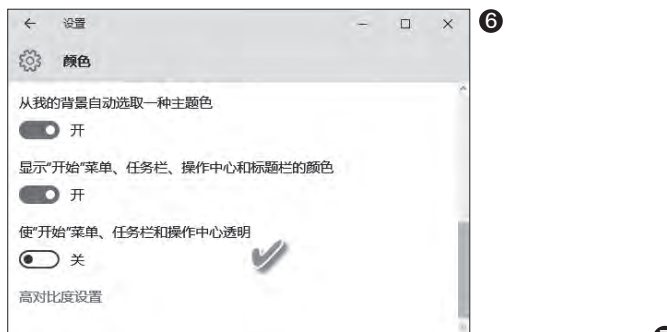 ← 设置
❻
颜色
从我的背景自动选取一种主题色
开
显示"开始"菜单、任务栏、操作中心和标题栏的颜色
开
使"开始"菜单、任务栏和操作中心透明
关
高对比度设置